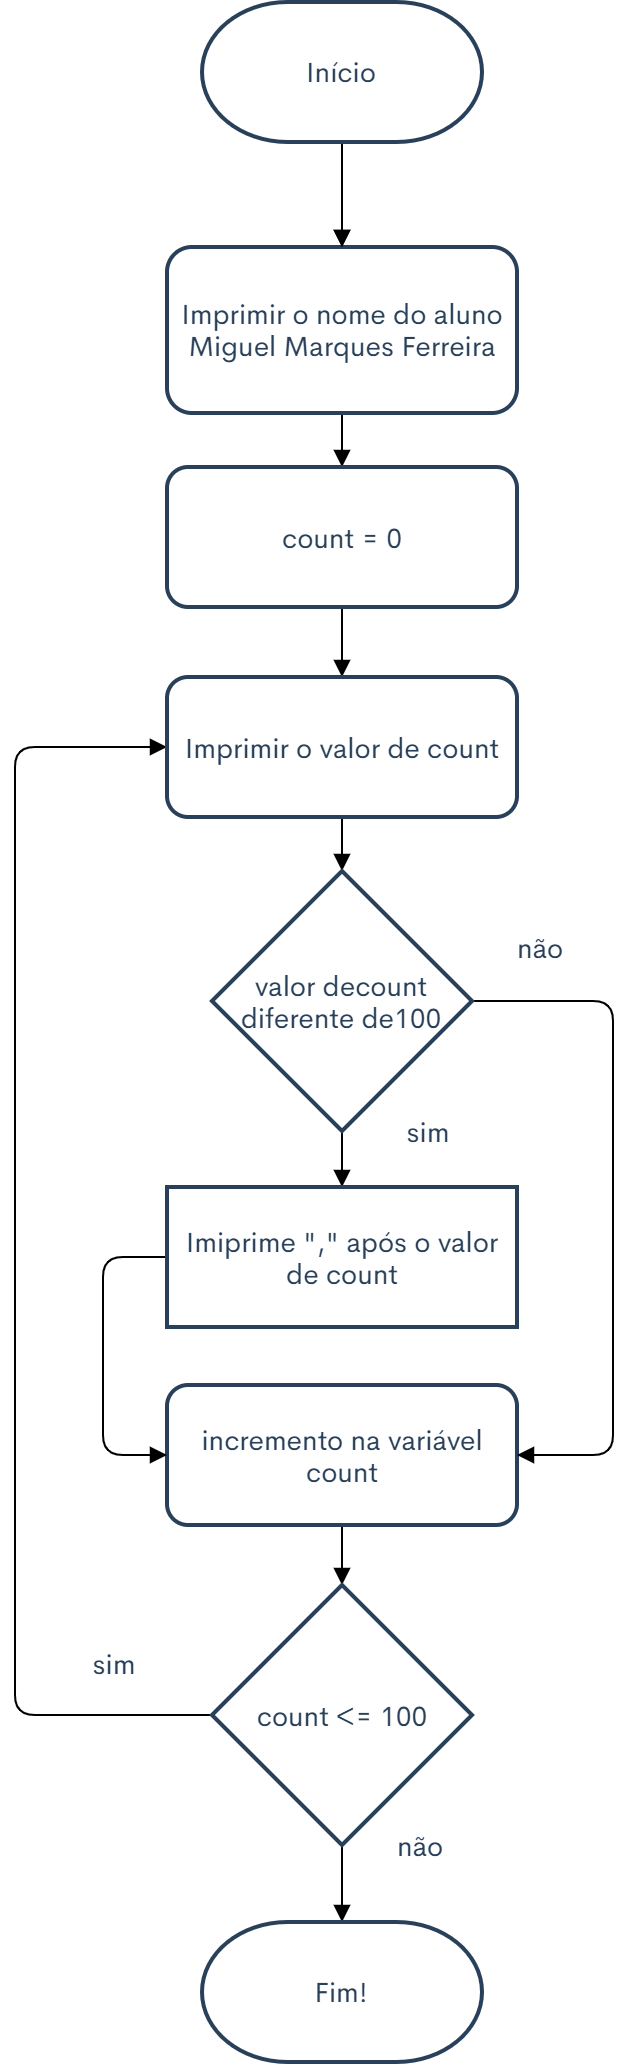 Início
Imprimir o nome do aluno
Miguel Marques Ferreira
count = 0
Imprimir o valor de count
valor decount
diferente de100
não
sim
Imiprime "," após o valor
de count
incremento na variável
count
count <= 100
sim
não
Fim!